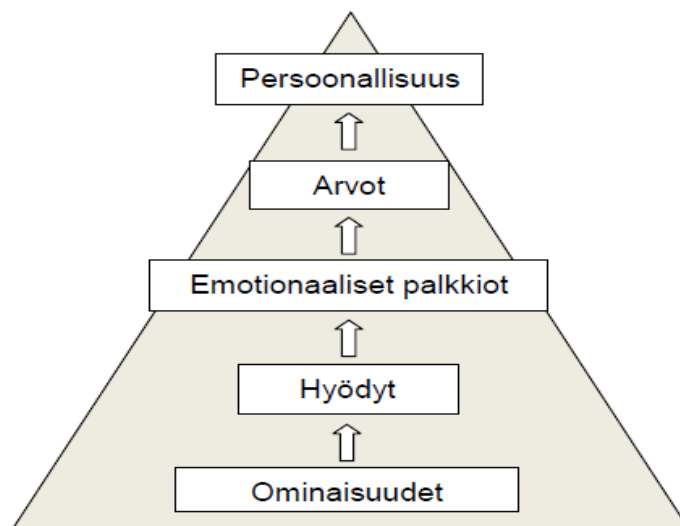 Persoonallisuus
Arvot
Emotionaaliset palkkiot
Hyödyt
Ominaisuudet